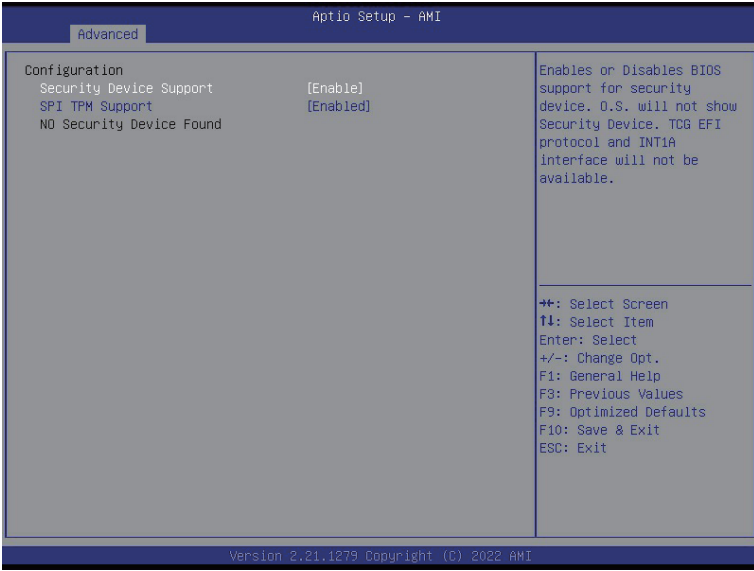 Aptio Setup – AMI
Advanced
Configuration
Security Device Support [Enable]
SPI TPM Support [Enabled]
NO Security Device Found
Enables or Disables BIOS
support for security
device. O.S. will not show
Security Device. TCG EFI
protocol and INT1A
interface will not be
available.
→←: Select Screen
↑↓: Select Item
Enter: Select
+/-: Change Opt.
F1: General Help
F3: Previous Values
F9: Optimized Defaults
F10: Save & Exit
ESC: Exit
Version 2.21.1279 Copyright (C) 2022 AMI